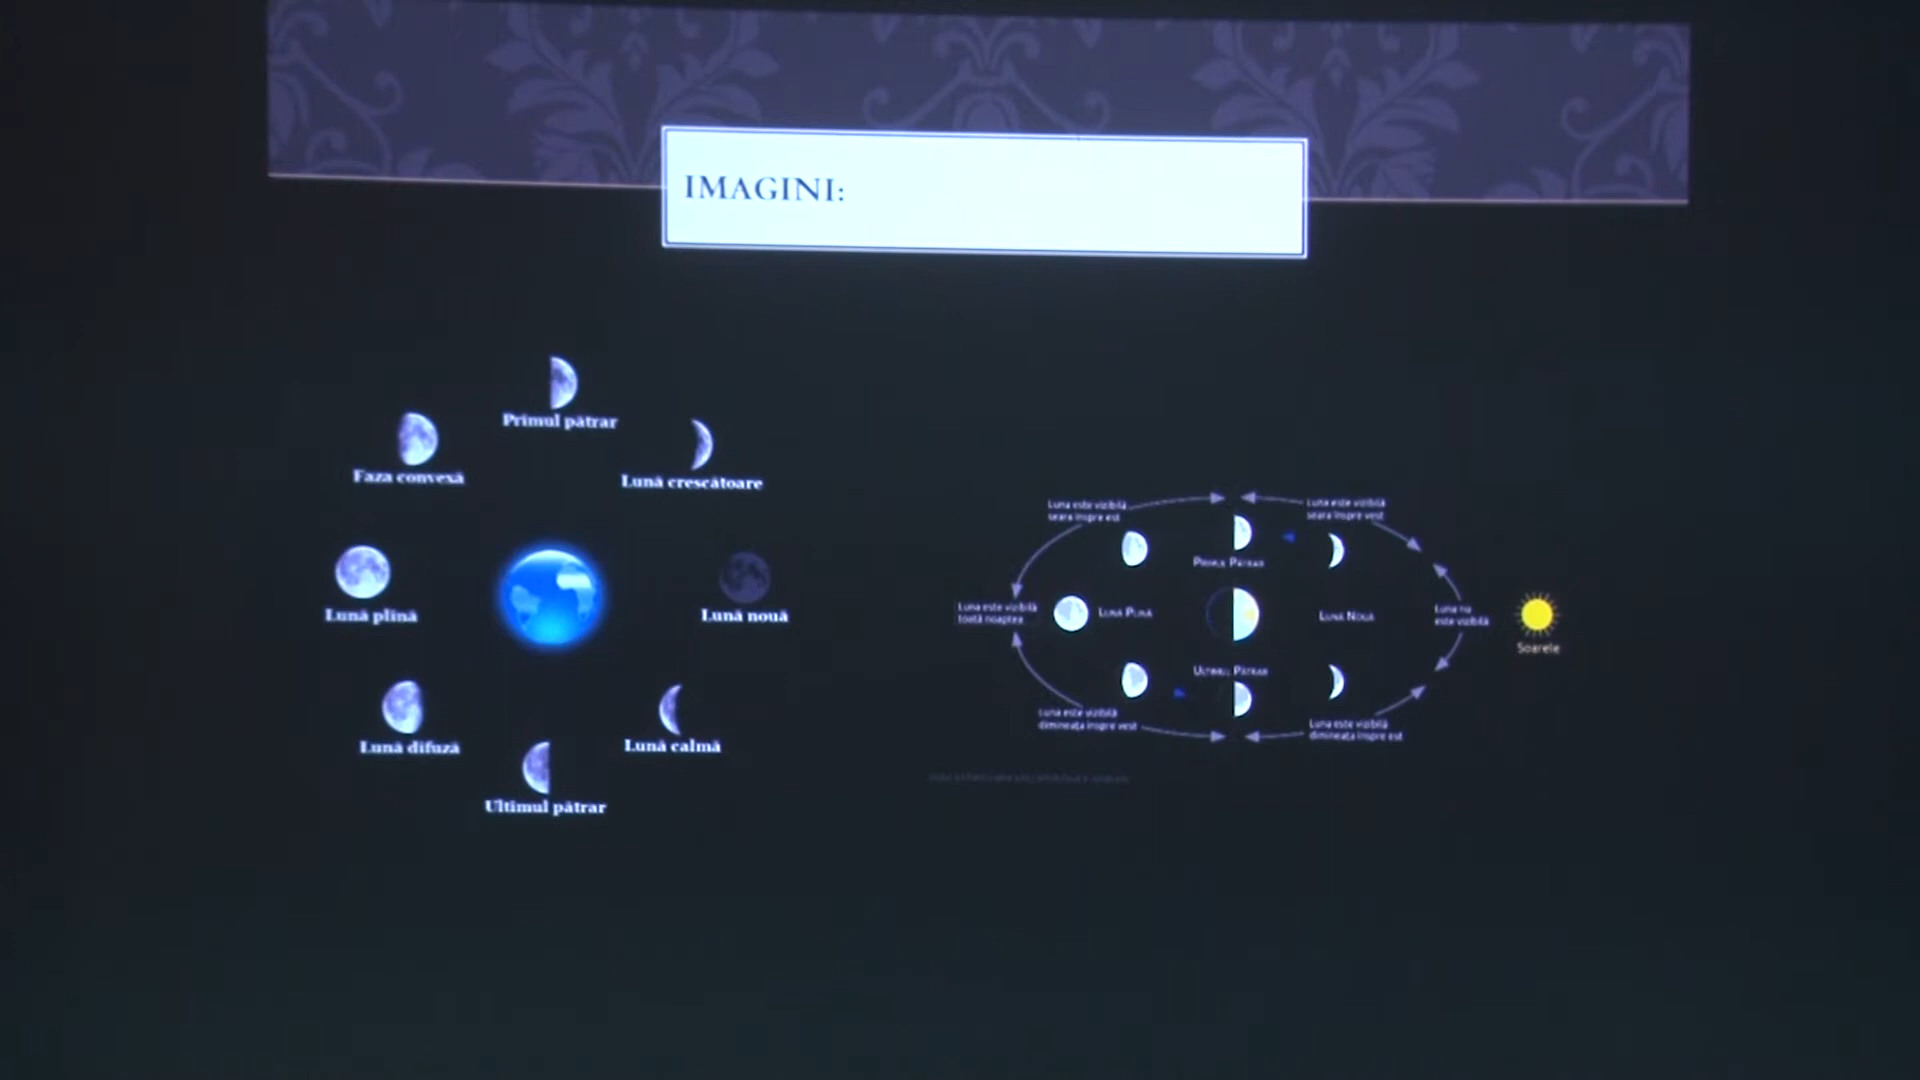 IMAGINI:
Primul pătrar
Faza convexă
Lună crescătoare
Lună plină
Lună nouă
Lună difuză
Lună calmă
Ultimul pătrar
Luna este vizibilă
seara înspre est
Luna este vizibilă
seara înspre vest
Primul Pătrar
Luna este vizibilă
toată noaptea
Luna Plină
Luna Nouă
Luna nu
este vizibilă
Soarele
Ultimul Pătrar
Luna este vizibilă
dimineața înspre vest
Luna este vizibilă
dimineața înspre est